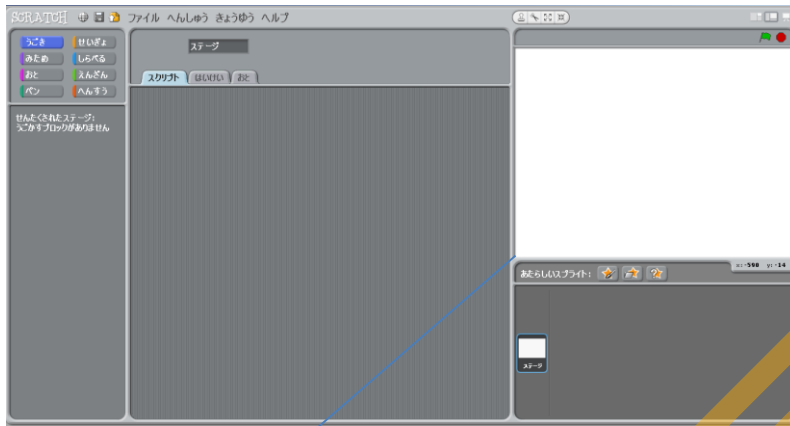 SCRATCH ファイル へんしゅう きょうゆう ヘルプ
うごき せいぎょ
みため しらべる
おと えんざん
ペン へんすう
せんたくされたステージ:
うごかすブロックがありません
ステージ
スクリプト はいけい おと
x: -598 y: -14
あたらしいスプライト:
ステージ